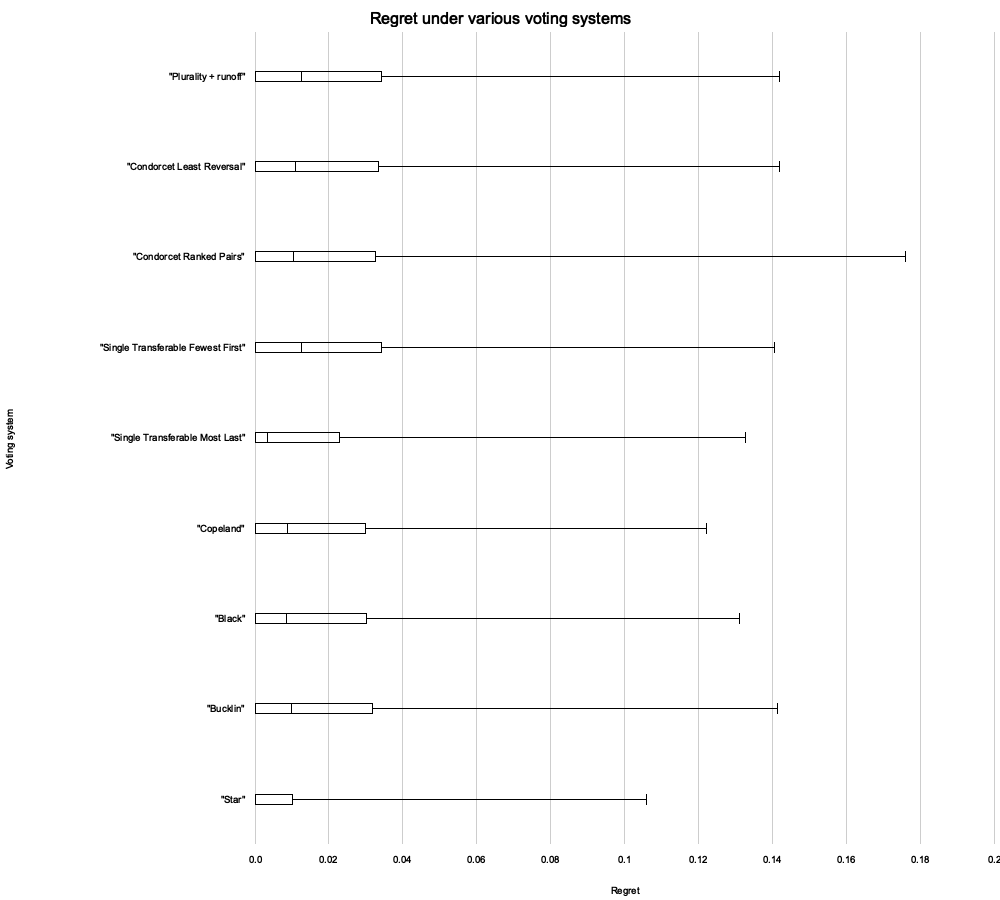 Regret under various voting systems
"Plurality + runoff"
"Condorcet Least Reversal"
"Condorcet Ranked Pairs"
"Single Transferable Fewest First"
"Single Transferable Most Last"
"Copeland"
"Black"
"Bucklin"
"Star"
Voting system
0.0 0.02 0.04 0.06 0.08 0.1 0.12 0.14 0.16 0.18 0.2
Regret